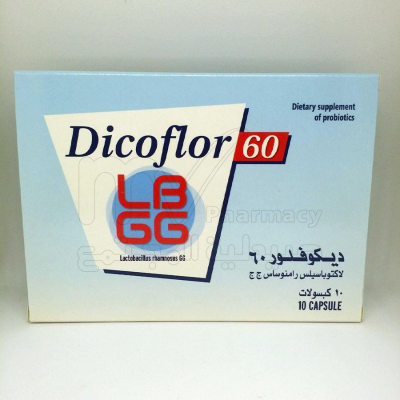 Dietary supplement
of probiotics
Dicoflor 60
LB
GG
Lactobacillus rhamnosus GG
Pharmacy
ديكوفلور ٦٠
لاكتوباسيلس رامنوساس ج ج
١٠ كبسولات
10 CAPSULE